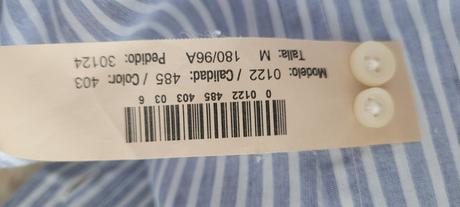 0 0122 485 403 03 6
Modelo: 0122 / Calidad: 485 / Color: 403
Talla: M 180/96A Pedido: 30124